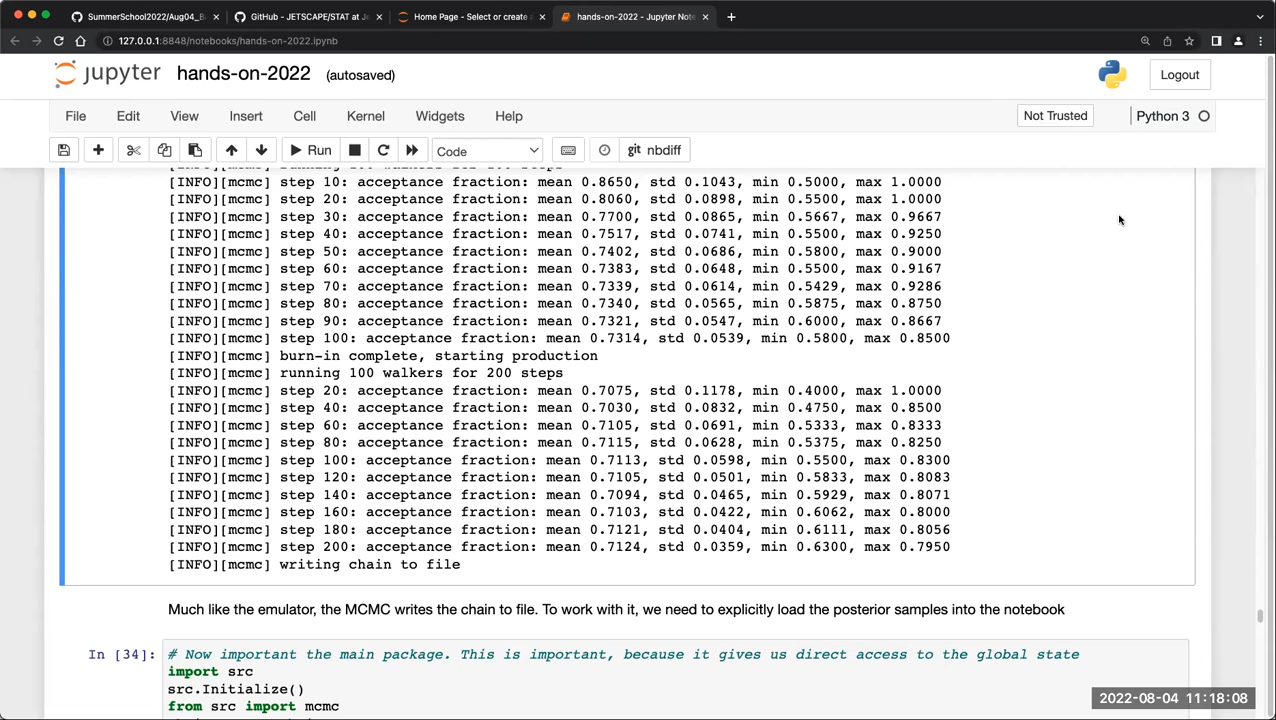 SummerSchool2022/Aug04_B
GitHub - JETSCAPE/STAT at Je
Home Page - Select or create a
hands-on-2022 - Jupyter Note
127.0.0.1:8848/notebooks/hands-on-2022.ipynb
jupyter hands-on-2022 (autosaved)
Logout
File Edit View Insert Cell Kernel Widgets Help
Not Trusted
Python 3
Run
Code
git nbdiff
[INFO][mcmc] step 10: acceptance fraction: mean 0.8650, std 0.1043, min 0.5000, max 1.0000
[INFO][mcmc] step 20: acceptance fraction: mean 0.8060, std 0.0898, min 0.5500, max 1.0000
[INFO][mcmc] step 30: acceptance fraction: mean 0.7700, std 0.0865, min 0.5667, max 0.9667
[INFO][mcmc] step 40: acceptance fraction: mean 0.7517, std 0.0741, min 0.5500, max 0.9250
[INFO][mcmc] step 50: acceptance fraction: mean 0.7402, std 0.0686, min 0.5800, max 0.9000
[INFO][mcmc] step 60: acceptance fraction: mean 0.7383, std 0.0648, min 0.5500, max 0.9167
[INFO][mcmc] step 70: acceptance fraction: mean 0.7339, std 0.0614, min 0.5429, max 0.9286
[INFO][mcmc] step 80: acceptance fraction: mean 0.7340, std 0.0565, min 0.5875, max 0.8750
[INFO][mcmc] step 90: acceptance fraction: mean 0.7321, std 0.0547, min 0.6000, max 0.8667
[INFO][mcmc] step 100: acceptance fraction: mean 0.7314, std 0.0539, min 0.5800, max 0.8500
[INFO][mcmc] burn-in complete, starting production
[INFO][mcmc] running 100 walkers for 200 steps
[INFO][mcmc] step 20: acceptance fraction: mean 0.7075, std 0.1178, min 0.4000, max 1.0000
[INFO][mcmc] step 40: acceptance fraction: mean 0.7030, std 0.0832, min 0.4750, max 0.8500
[INFO][mcmc] step 60: acceptance fraction: mean 0.7105, std 0.0691, min 0.5333, max 0.8333
[INFO][mcmc] step 80: acceptance fraction: mean 0.7115, std 0.0628, min 0.5375, max 0.8250
[INFO][mcmc] step 100: acceptance fraction: mean 0.7113, std 0.0598, min 0.5500, max 0.8300
[INFO][mcmc] step 120: acceptance fraction: mean 0.7105, std 0.0501, min 0.5833, max 0.8083
[INFO][mcmc] step 140: acceptance fraction: mean 0.7094, std 0.0465, min 0.5929, max 0.8071
[INFO][mcmc] step 160: acceptance fraction: mean 0.7103, std 0.0422, min 0.6062, max 0.8000
[INFO][mcmc] step 180: acceptance fraction: mean 0.7121, std 0.0404, min 0.6111, max 0.8056
[INFO][mcmc] step 200: acceptance fraction: mean 0.7124, std 0.0359, min 0.6300, max 0.7950
[INFO][mcmc] writing chain to file
Much like the emulator, the MCMC writes the chain to file. To work with it, we need to explicitly load the posterior samples into the notebook
In [34]: # Now important the main package. This is important, because it gives us direct access to the global state
import src
src.Initialize()
from src import mcmc
2022-08-04 11:18:08